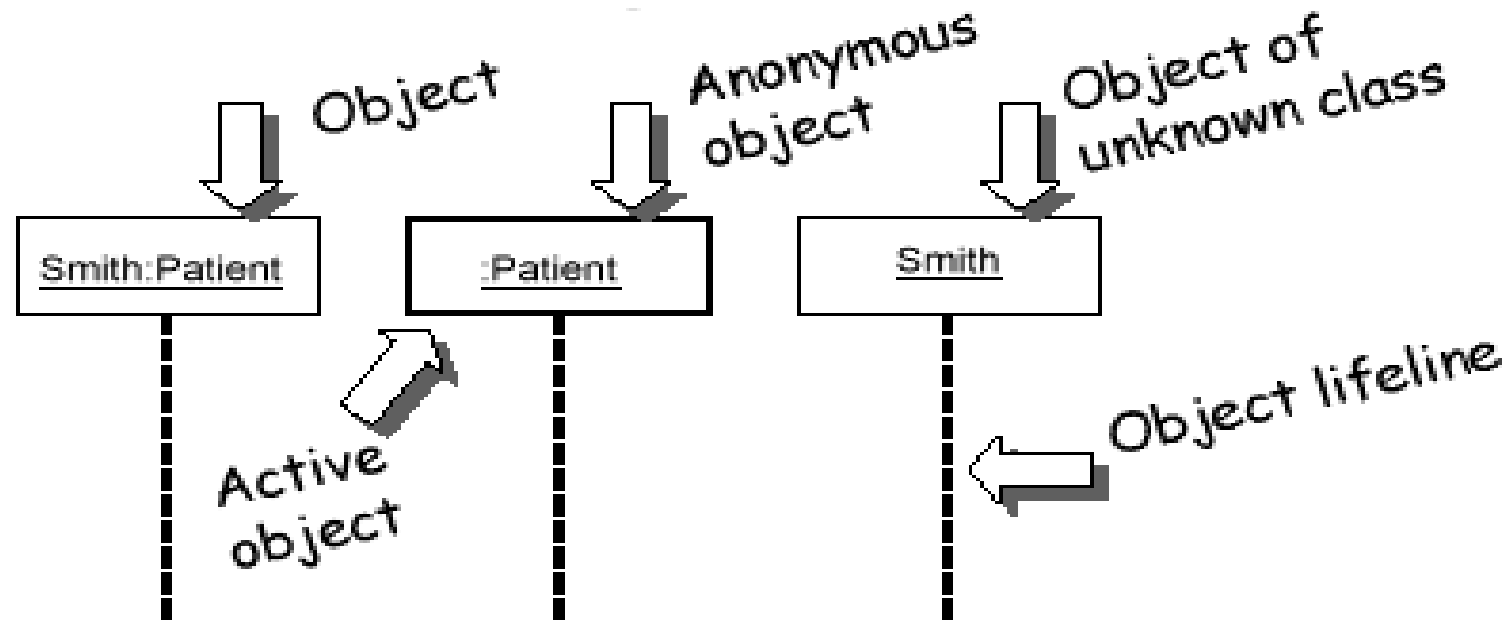 Object
Anonymous
object
Object of
unknown class
Smith:Patient
:Patient
Smith
Active
object
Object lifeline